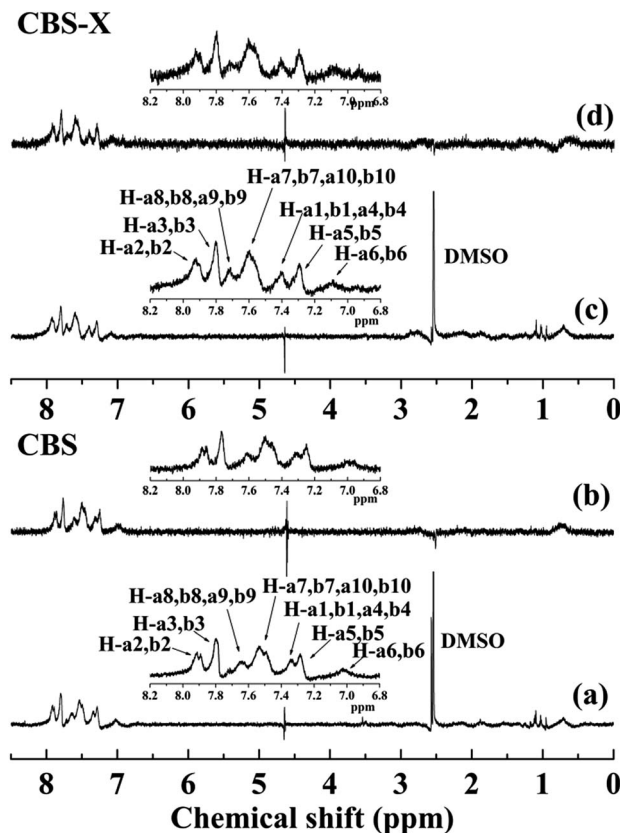 CBS-X
8.2 8.0 7.8 7.6 7.4 7.2 7.0 6.8
ppm
(d)
H-a7,b7,a10,b10
H-a8,b8,a9,b9
H-a1,b1,a4,b4
H-a3,b3
H-a5,b5
H-a2,b2
H-a6,b6
DMSO
8.2 8.0 7.8 7.6 7.4 7.2 7.0 6.8
ppm
(c)
8 7 6 5 4 3 2 1 0
CBS
8.2 8.0 7.8 7.6 7.4 7.2 7.0 6.8
ppm
(b)
H-a7,b7,a10,b10
H-a8,b8,a9,b9
H-a1,b1,a4,b4
H-a3,b3
H-a5,b5
H-a2,b2
H-a6,b6
DMSO
8.2 8.0 7.8 7.6 7.4 7.2 7.0 6.8
ppm
(a)
8 7 6 5 4 3 2 1 0
Chemical shift (ppm)